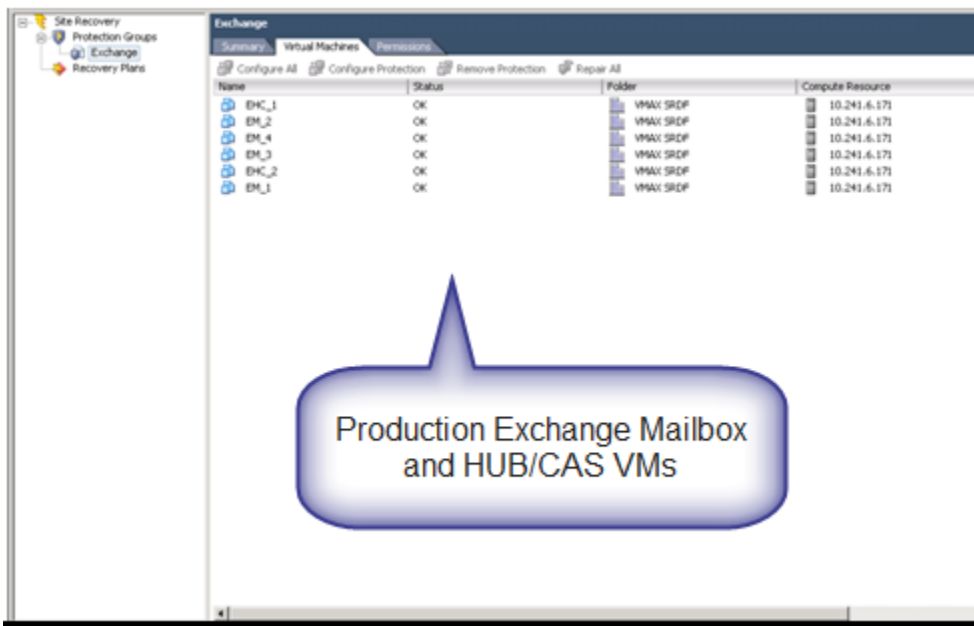 Site Recovery
Protection Groups
Exchange
Recovery Plans
Exchange
Summary Virtual Machines Permissions
Configure All Configure Protection Remove Protection Repair All
Name Status Folder Compute Resource
EHC_1 OK VMAX SRDF 10.241.6.171
EM_2 OK VMAX SRDF 10.241.6.171
EM_4 OK VMAX SRDF 10.241.6.171
EM_3 OK VMAX SRDF 10.241.6.171
EHC_2 OK VMAX SRDF 10.241.6.171
EM_1 OK VMAX SRDF 10.241.6.171
Production Exchange Mailbox
and HUB/CAS VMs